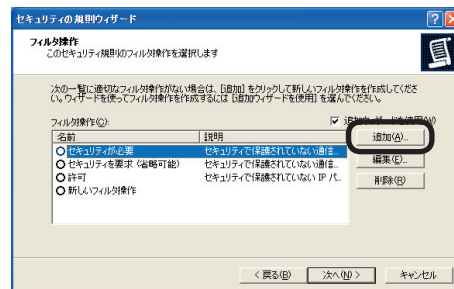 セキュリティの規則ウィザード
フィルタ操作
このセキュリティ規則のフィルタ操作を選択します
次の一覧に適切なフィルタ操作がない場合は、[追加] をクリックして新しいフィルタ操作を作成してくださ
い。ウィザードを使ってフィルタ操作を作成するには [追加ウィザードを使用] を選んでください。
フィルタ操作(C):
追加ウィザードを使用(W)
名前 説明
セキュリティが必要 セキュリティで保護されていない通信...
セキュリティを要求 (省略可能) セキュリティで保護されていない通信...
許可 セキュリティで保護されていない IP パ...
新しいフィルタ操作
追加(A)...
編集(E)...
削除(R)
< 戻る(B)
次へ(N) >
キャンセル